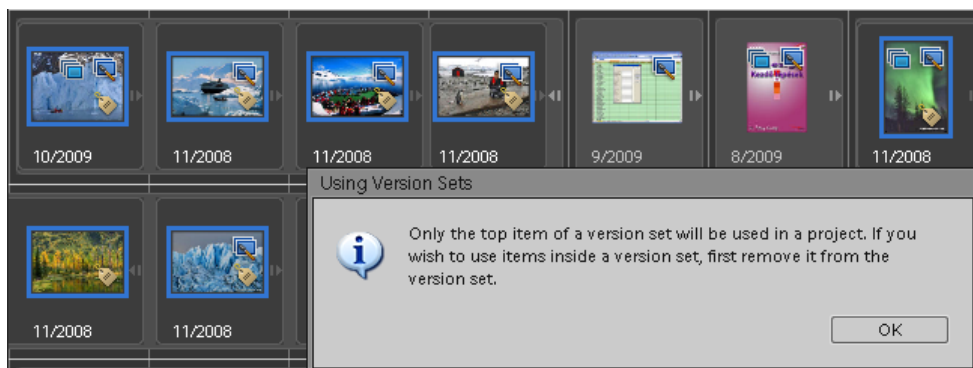 Kezdő lépések
10/2009
11/2008
11/2008
11/2008
9/2009
8/2009
11/2008
Using Version Sets
Only the top item of a version set will be used in a project. If you
wish to use items inside a version set, first remove it from the
version set.
OK
11/2008
11/2008